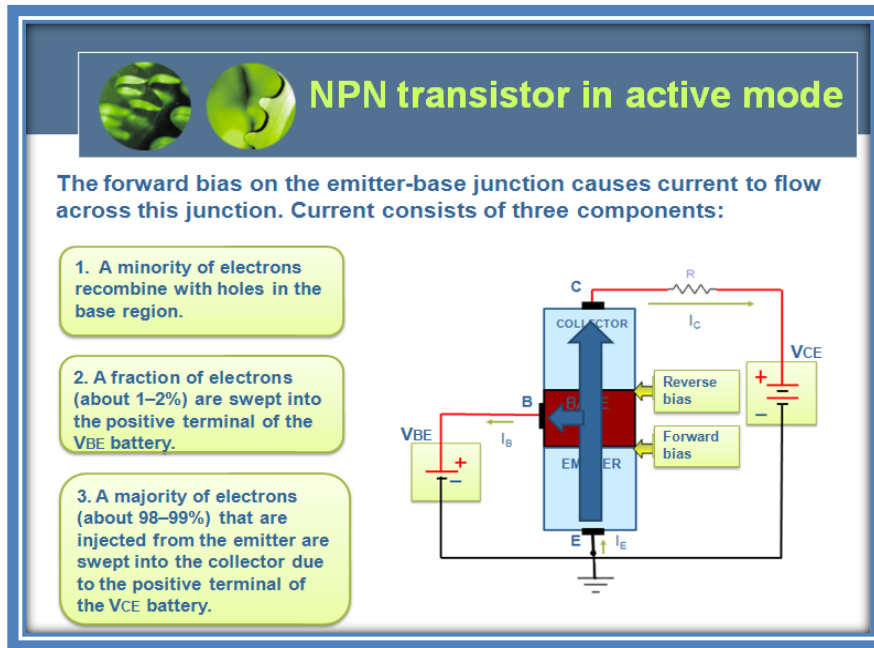 NPN transistor in active mode
The forward bias on the emitter-base junction causes current to flow
across this junction. Current consists of three components:
1. A minority of electrons
recombine with holes in the
base region.
2. A fraction of electrons
(about 1–2%) are swept into
the positive terminal of the
VBE battery.
3. A majority of electrons
(about 98–99%) that are
injected from the emitter are
swept into the collector due
to the positive terminal of
the VCE battery.
C
R
COLLECTOR
IC
VCE
+
–
Reverse
bias
B
IB
VBE
+
–
Forward
bias
E
IE